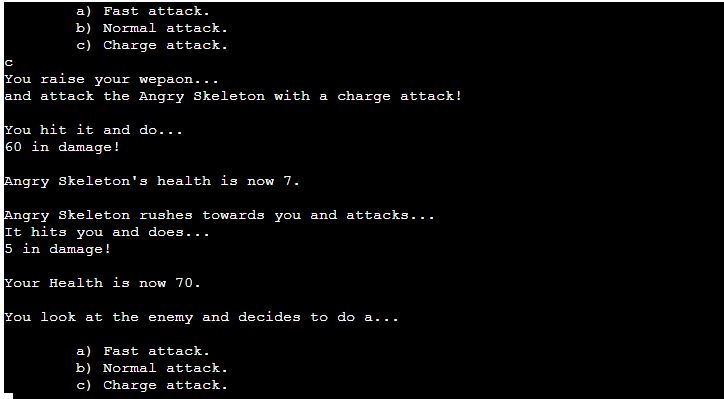 a) Fast attack.
b) Normal attack.
c) Charge attack.
c
You raise your wepaon...
and attack the Angry Skeleton with a charge attack!
You hit it and do...
60 in damage!
Angry Skeleton's health is now 7.
Angry Skeleton rushes towards you and attacks...
It hits you and does...
5 in damage!
Your Health is now 70.
You look at the enemy and decides to do a...
a) Fast attack.
b) Normal attack.
c) Charge attack.